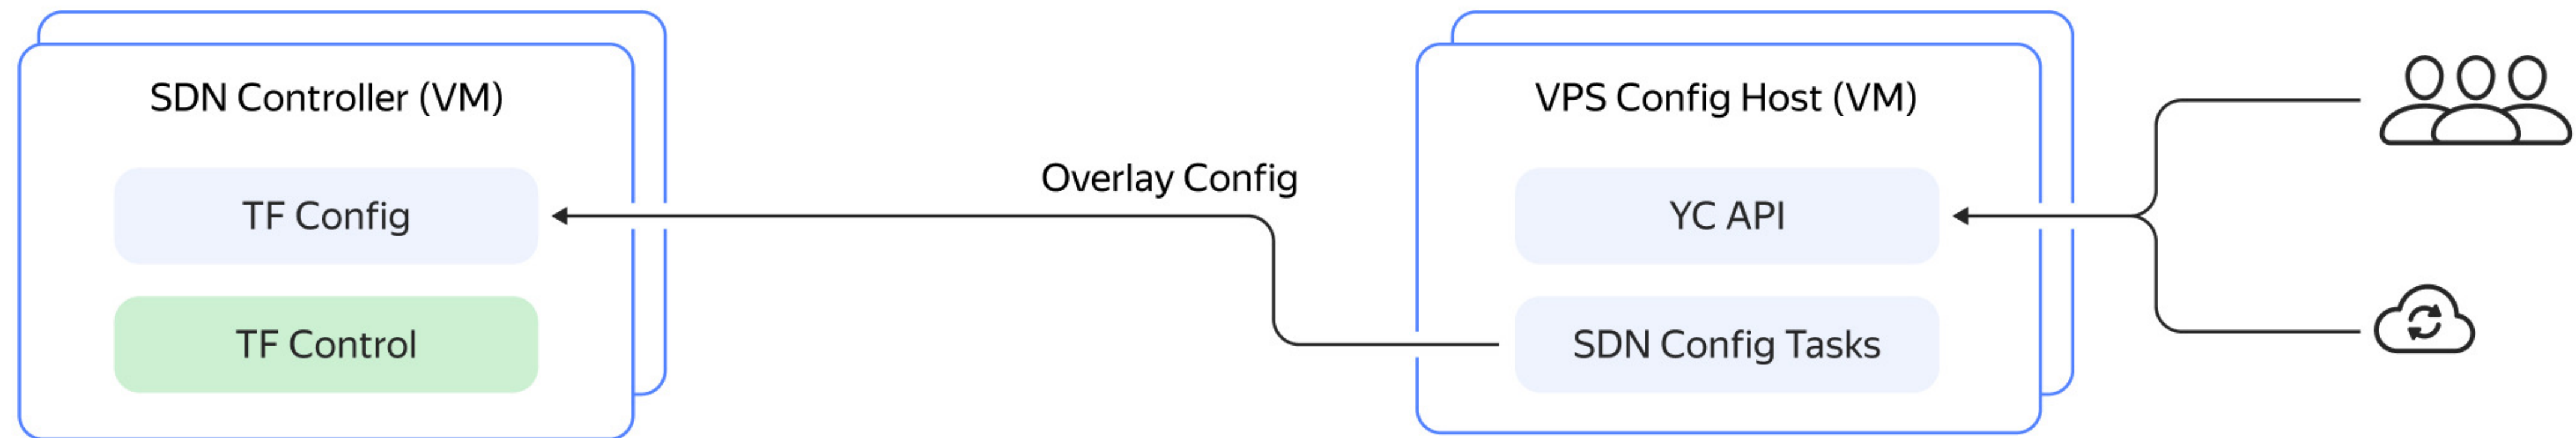 SDN Controller (VM)
TF Config
TF Control
Overlay Config
VPS Config Host (VM)
YC API
SDN Config Tasks